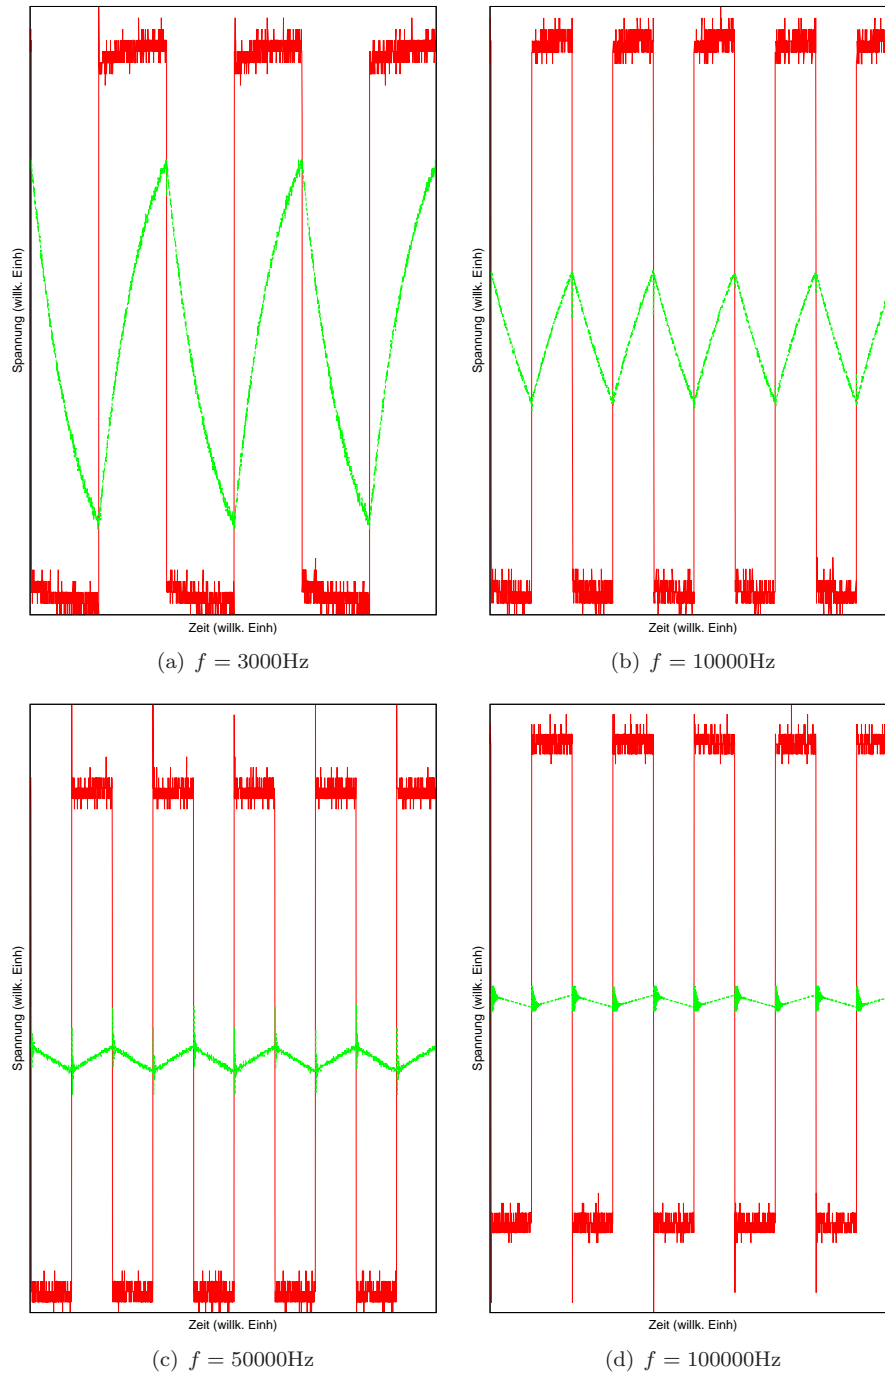 Spannung (willk. Einh)
Spannung (willk. Einh)
Zeit (willk. Einh)
Zeit (willk. Einh)
(a) f = 3000Hz
(b) f = 10000Hz
Spannung (willk. Einh)
Spannung (willk. Einh)
Zeit (willk. Einh)
Zeit (willk. Einh)
(c) f = 50000Hz
(d) f = 100000Hz